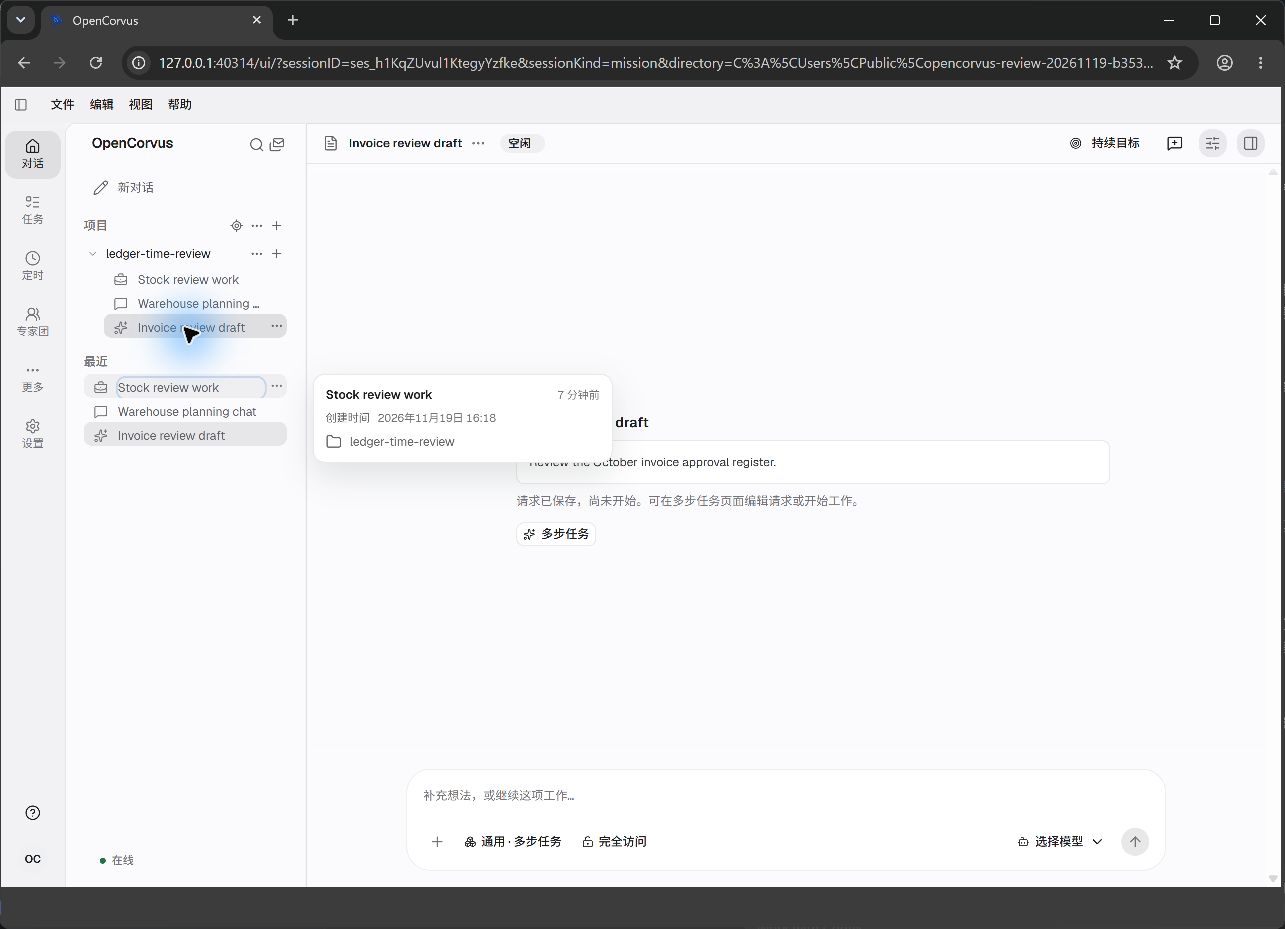 OpenCorvus
127.0.0.1:40314/ui/?sessionID=ses_h1KqZUvul1KtegyYzfke&sessionKind=mission&directory=C%3A%5CUsers%5CPublic%5Copencorvus-review-20261119-b353...
文件 编辑 视图 帮助
对话
任务
定时
专家团
更多
设置
OC
OpenCorvus
新对话
项目
ledger-time-review
Stock review work
Warehouse planning ...
Invoice review draft
最近
Stock review work
Warehouse planning chat
Invoice review draft
在线
Invoice review draft
空闲
持续目标
Stock review work 7 分钟前
创建时间 2026年11月19日 16:18
ledger-time-review
draft
Review the October invoice approval register.
请求已保存，尚未开始。可在多步任务页面编辑请求或开始工作。
多步任务
补充想法，或继续这项工作...
通用 · 多步任务 完全访问
选择模型